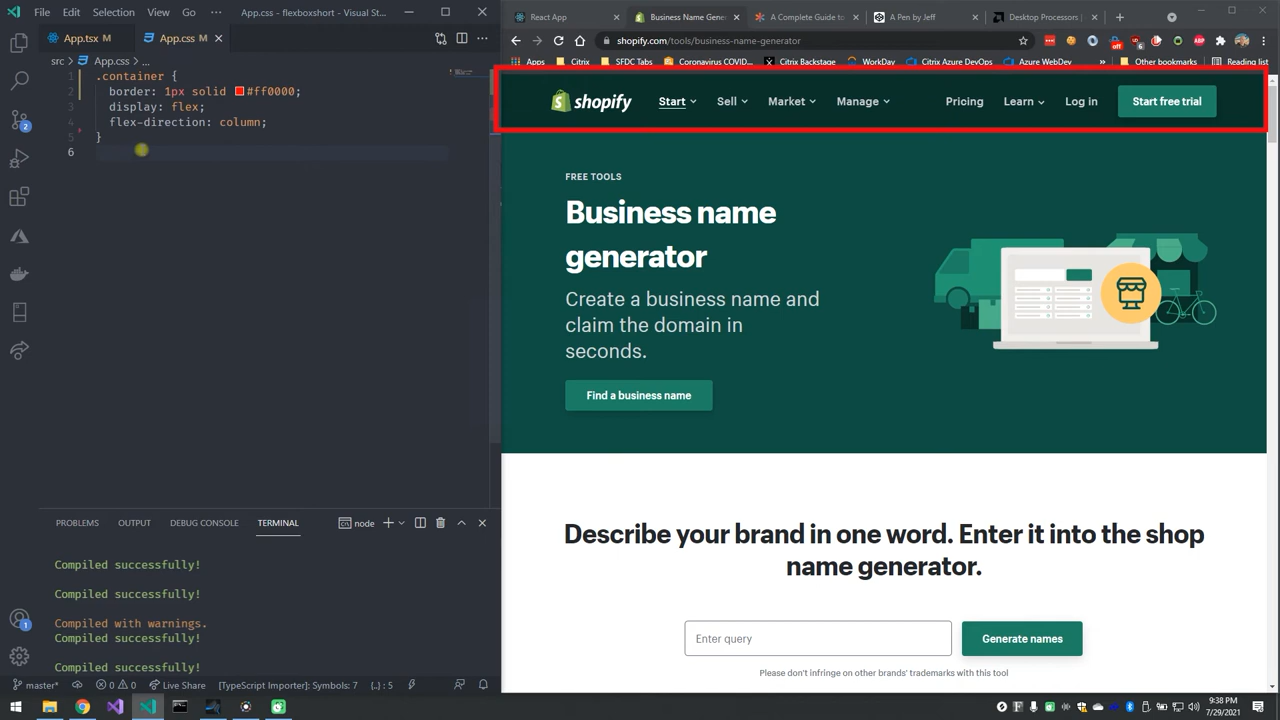 App.css - flexboxshort - Visual Studio...
App.tsx M
App.css M
src > App.css > ...
1 .container {
2 border: 1px solid #ff0000;
3 display: flex;
4 flex-direction: column;
5 }
6
PROBLEMS OUTPUT DEBUG CONSOLE TERMINAL
node
Compiled successfully!
Compiled successfully!
Compiled with warnings.
Compiled successfully!
Compiled successfully!
master* 0 0 Live Share [TypeScript Importer]: Symbols: 7 {..} : 5
React App
Business Name Gener
A Complete Guide to
A Pen by Jeff
Desktop Processors |
shopify.com/tools/business-name-generator
Apps Citrix SFDC Tabs Coronavirus COVID... Citrix Backstage WorkDay Citrix Azure DevOps Azure WebDev » Other bookmarks Reading list
shopify Start Sell Market Manage Pricing Learn Log in Start free trial
FREE TOOLS
Business name
generator
Create a business name and
claim the domain in
seconds.
Find a business name
Describe your brand in one word. Enter it into the shop
name generator.
Enter query
Generate names
Please don't infringe on other brands' trademarks with this tool
9:38 PM
7/29/2021